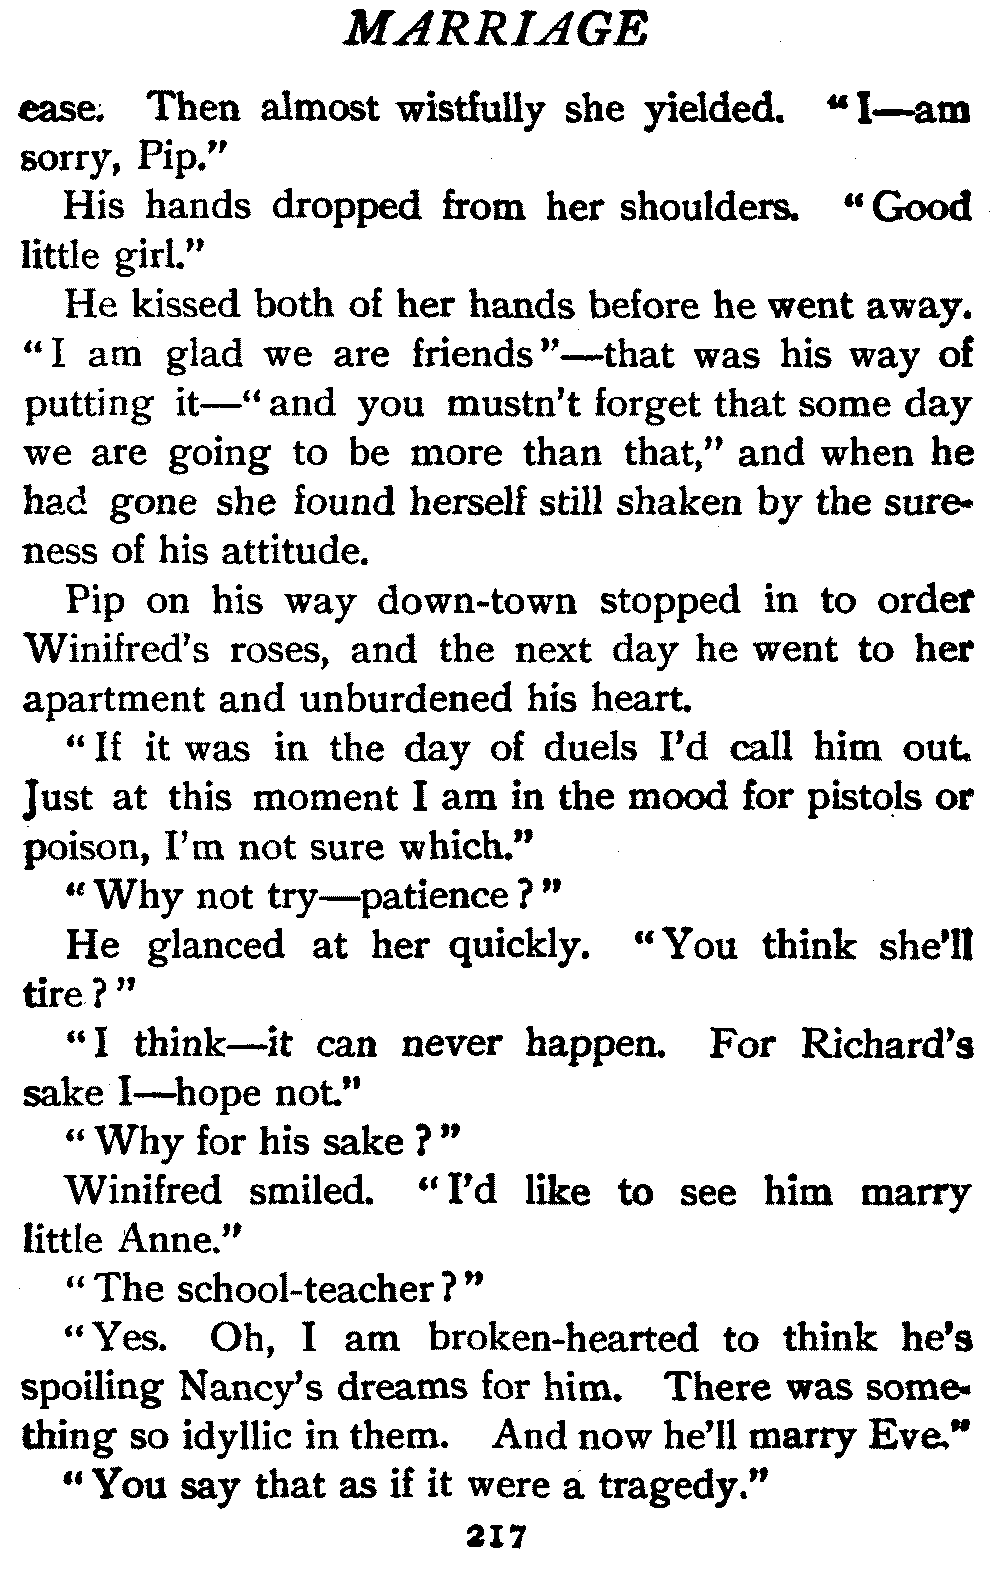 MARRIAGE
ease. Then almost wistfully she yielded. "I—am
sorry, Pip."
His hands dropped from her shoulders. "Good
little girl."
He kissed both of her hands before he went away.
"I am glad we are friends"—that was his way of
putting it—"and you mustn't forget that some day
we are going to be more than that," and when he
had gone she found herself still shaken by the sure-
ness of his attitude.
Pip on his way down-town stopped in to order
Winifred's roses, and the next day he went to her
apartment and unburdened his heart.
"If it was in the day of duels I'd call him out.
Just at this moment I am in the mood for pistols or
poison, I'm not sure which."
"Why not try—patience?"
He glanced at her quickly. "You think she'll
tire?"
"I think—it can never happen. For Richard's
sake I—hope not."
"Why for his sake?"
Winifred smiled. "I'd like to see him marry
little Anne."
"The school-teacher?"
"Yes. Oh, I am broken-hearted to think he's
spoiling Nancy's dreams for him. There was some-
thing so idyllic in them. And now he'll marry Eve."
"You say that as if it were a tragedy."
217